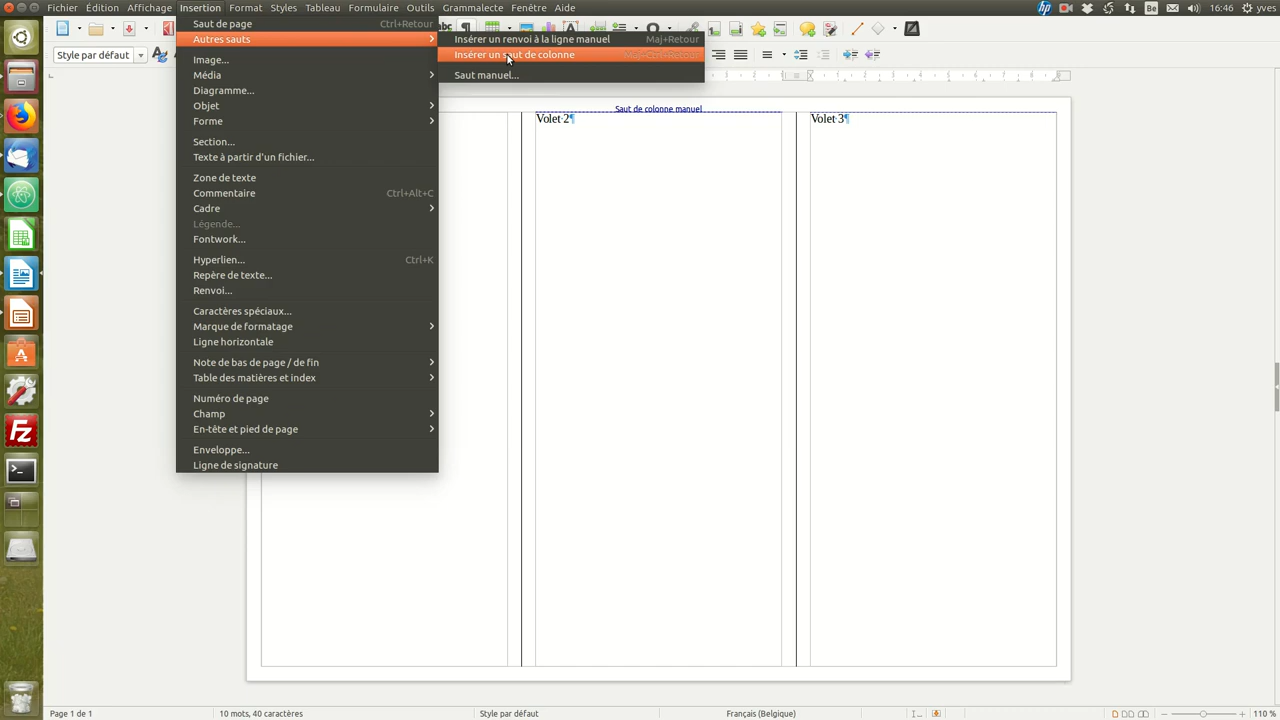 Fichier Édition Affichage Insertion Format Styles Tableau Formulaire Outils Grammalecte Fenêtre Aide Be 16:46 yves
Saut de page Ctrl+Retour
Autres sauts
Insérer un renvoi à la ligne manuel Maj+Retour
Insérer un saut de colonne Maj+Ctrl+Retour
Saut manuel...
Style par défaut
Image...
Média
Diagramme...
Objet
Forme
Section...
Texte à partir d'un fichier...
Zone de texte
Commentaire Ctrl+Alt+C
Cadre
Légende...
Fontwork...
Hyperlien... Ctrl+K
Repère de texte...
Renvoi...
Caractères spéciaux...
Marque de formatage
Ligne horizontale
Note de bas de page / de fin
Table des matières et index
Numéro de page
Champ
En-tête et pied de page
Enveloppe...
Ligne de signature
Saut de colonne manuel
Volet·2¶
Volet·3¶
Page 1 de 1 10 mots, 40 caractères Style par défaut Français (Belgique) 110 %